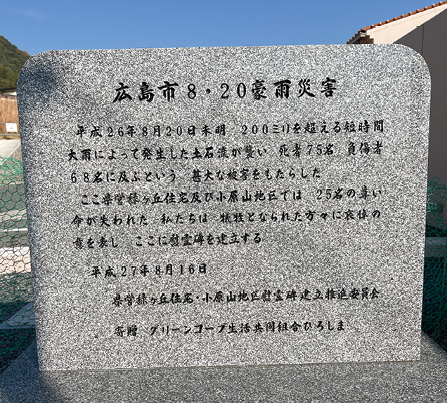 広島市8・20豪雨災害
平成26年8月20日未明 200ミリを超える短時間
大雨によって発生した土石流が襲い 死者75名 負傷者
68名に及ぶという 甚大な被害をもたらした
ここ県営緑ヶ丘住宅及び小原山地区では 25名の尊い
命が失われた 私たちは 犠牲となられた方々に哀悼の
意を表し ここに慰霊碑を建立する
平成27年8月16日
県営緑ヶ丘住宅・小原山地区慰霊碑建立推進委員会
寄贈 グリーンコープ生活共同組合ひろしま